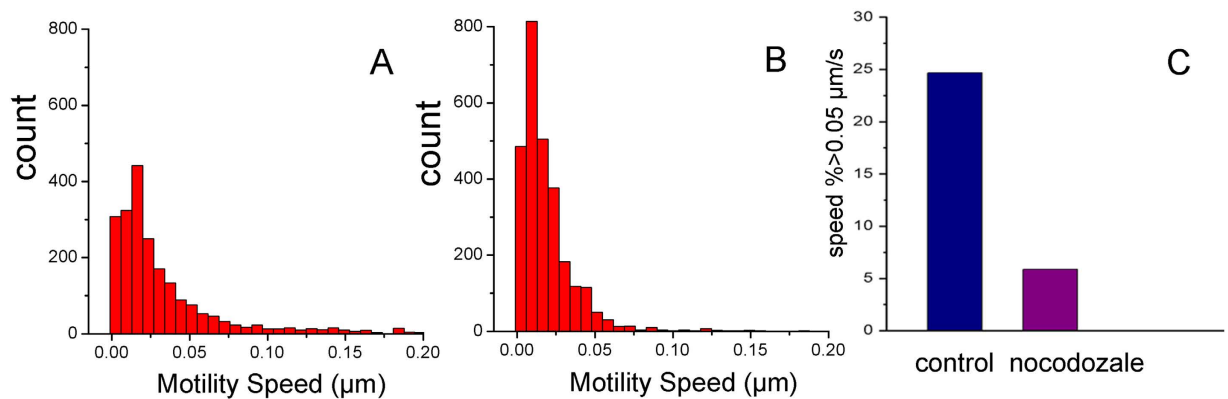 A
count
800
600
400
200
0
0.00 0.05 0.10 0.15 0.20
Motility Speed (μm)
B
count
800
600
400
200
0
0.00 0.05 0.10 0.15 0.20
Motility Speed (μm)
C
speed %>0.05 μm/s
30
25
20
15
10
5
0
control nocodozale